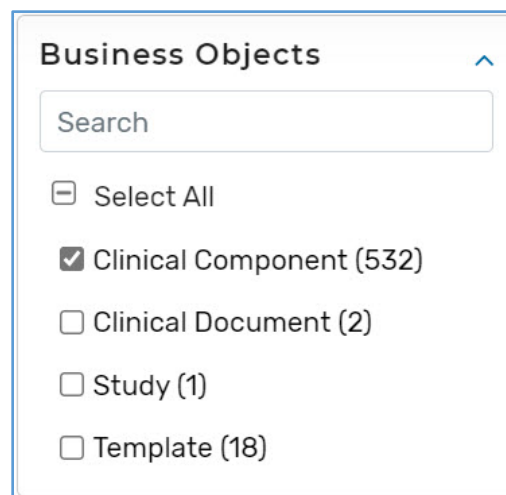 Business Objects
Search
Select All
Clinical Component (532)
Clinical Document (2)
Study (1)
Template (18)